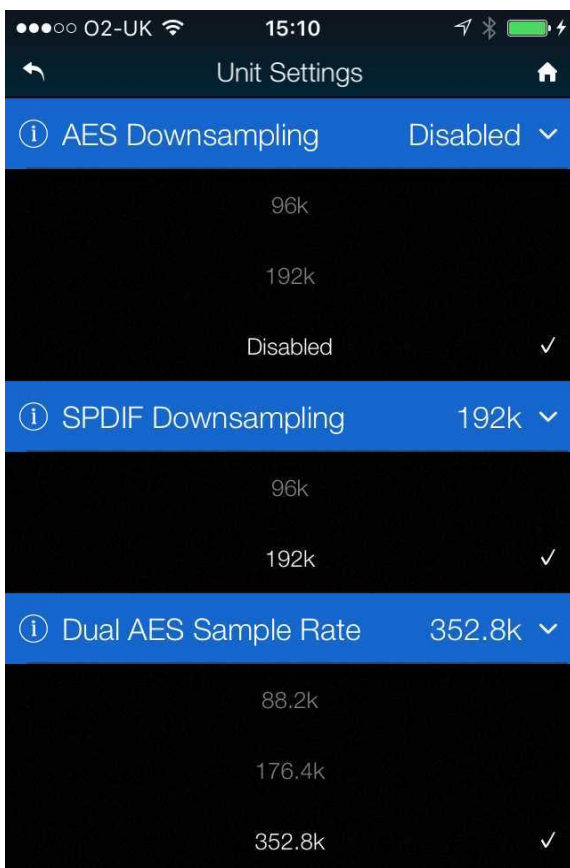 O2-UK 15:10
Unit Settings
AES Downsampling Disabled
96k
192k
Disabled
SPDIF Downsampling 192k
96k
192k
Dual AES Sample Rate 352.8k
88.2k
176.4k
352.8k